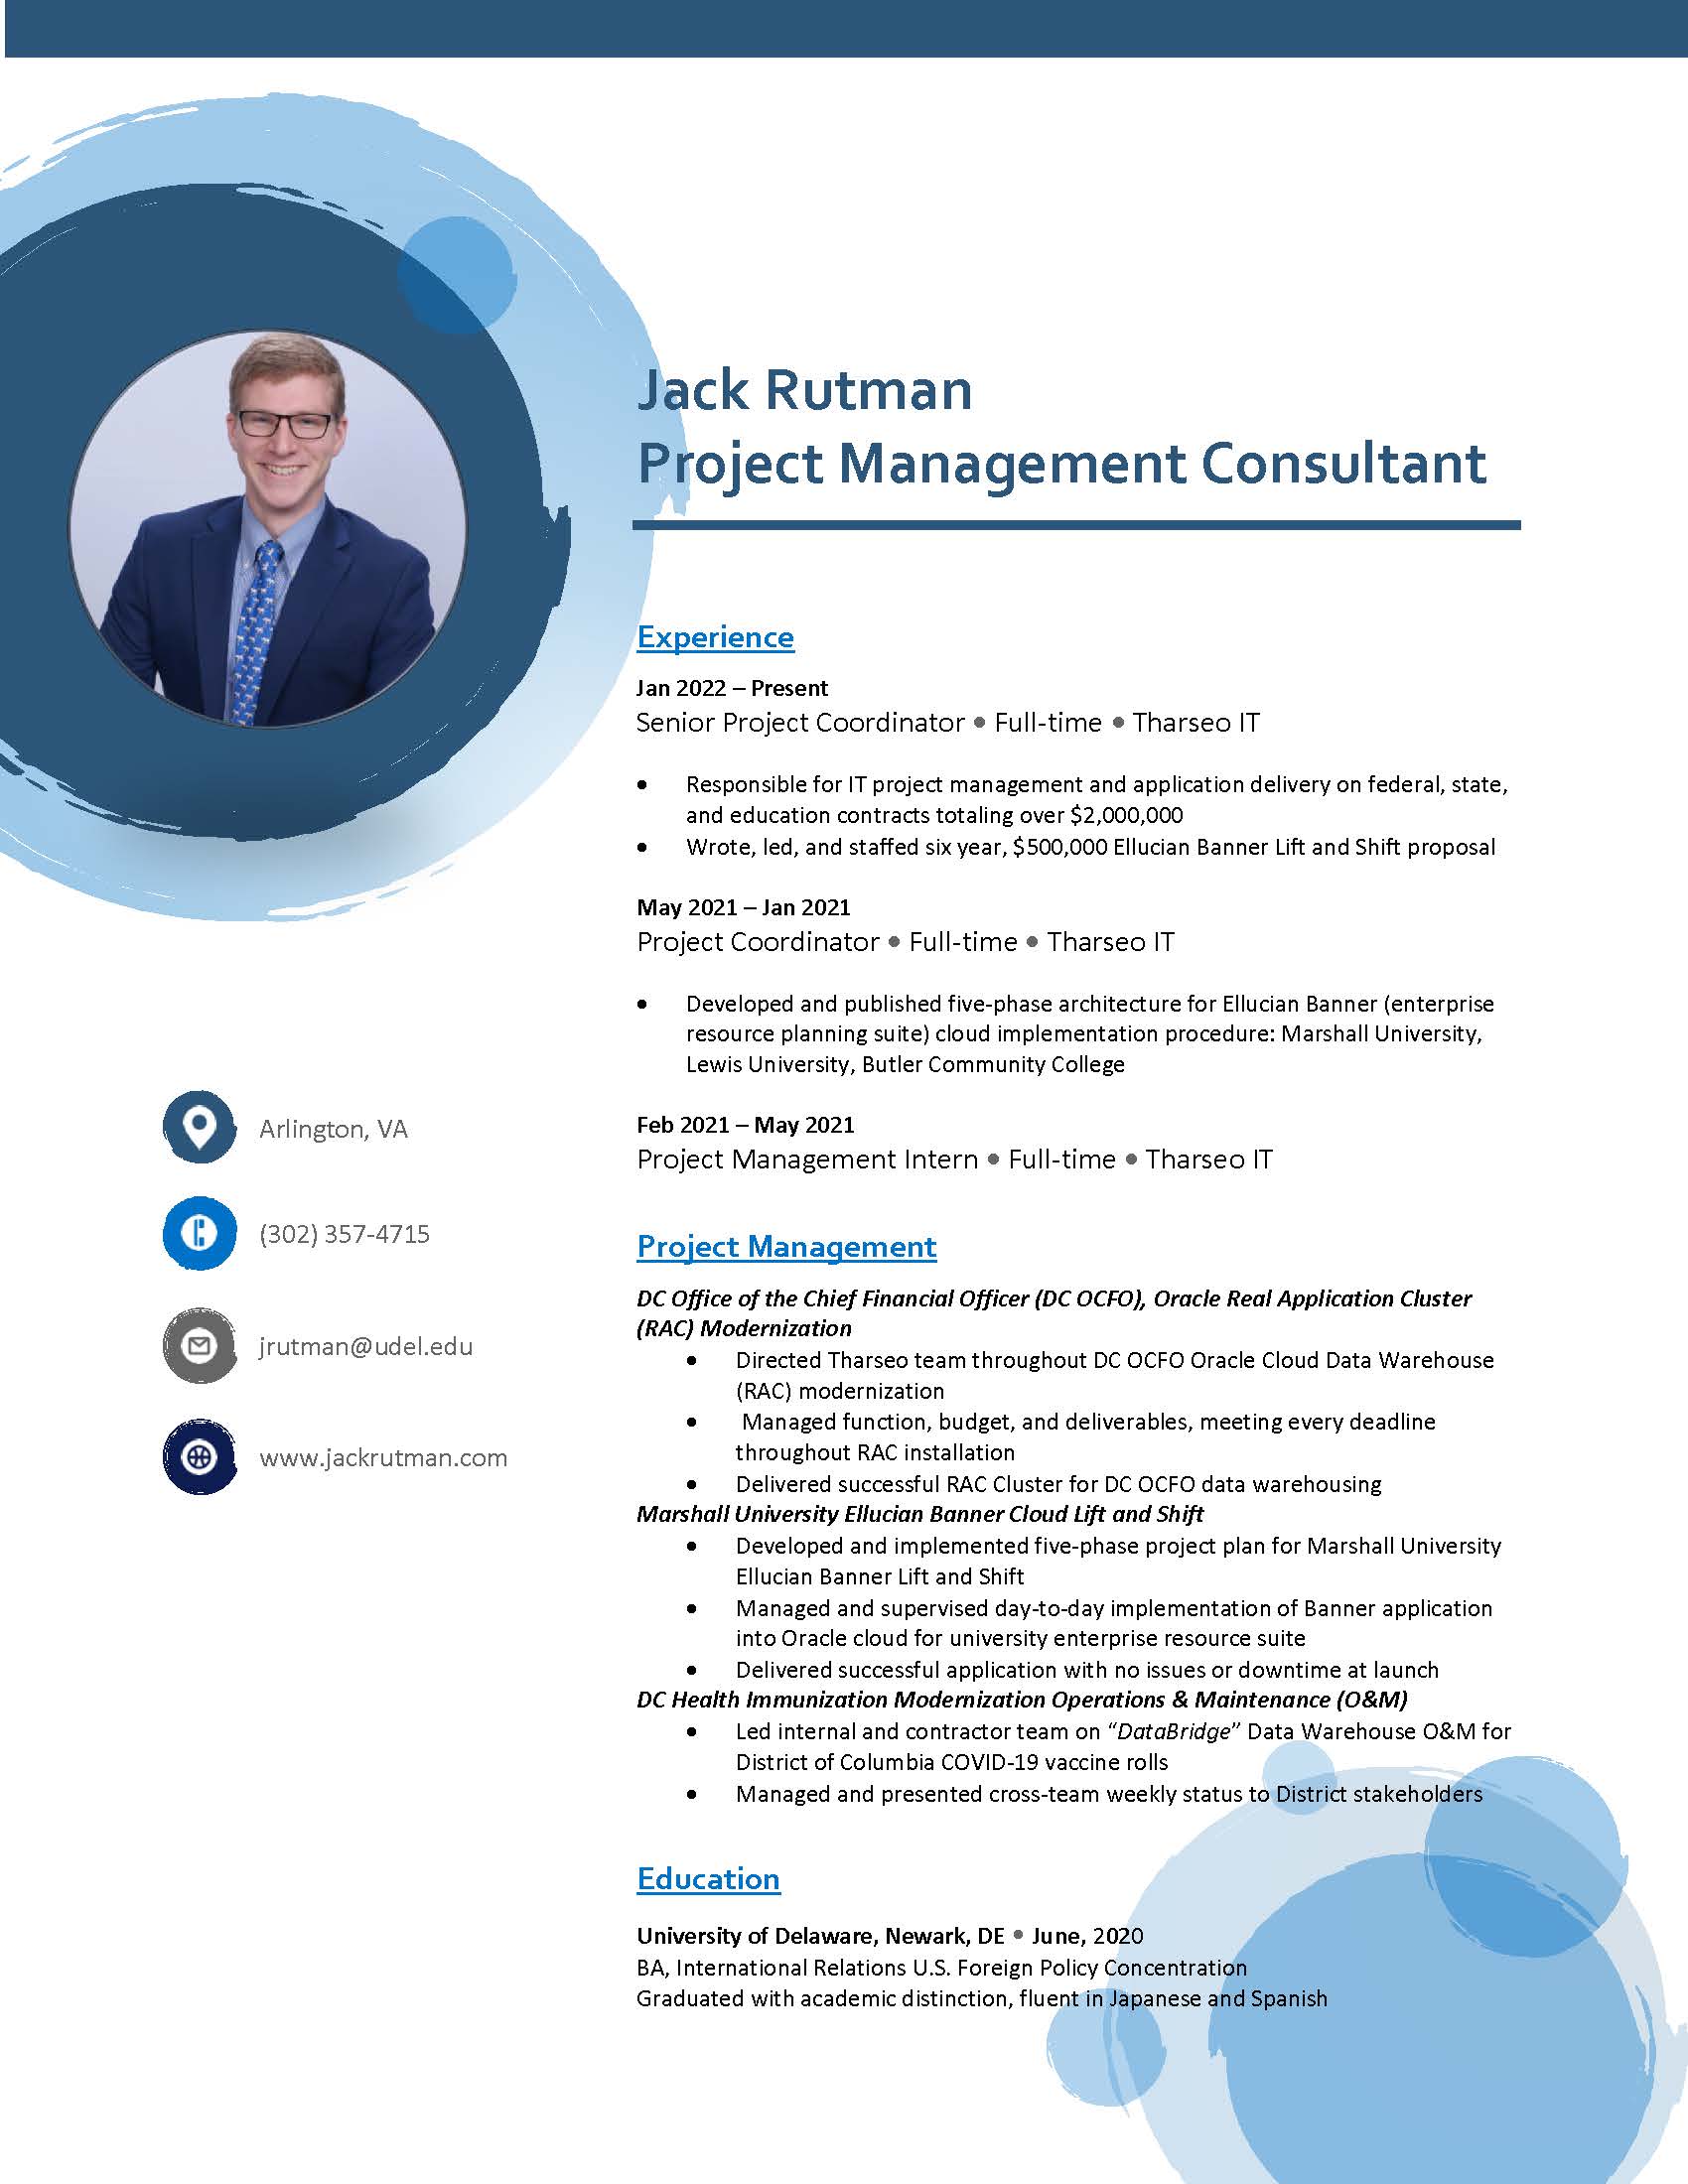 Jack Rutman
Project Management Consultant
Experience
Jan 2022 – Present
Senior Project Coordinator • Full-time • Tharseo IT
• Responsible for IT project management and application delivery on federal, state,
and education contracts totaling over $2,000,000
• Wrote, led, and staffed six year, $500,000 Ellucian Banner Lift and Shift proposal
May 2021 – Jan 2021
Project Coordinator • Full-time • Tharseo IT
• Developed and published five-phase architecture for Ellucian Banner (enterprise
resource planning suite) cloud implementation procedure: Marshall University,
Lewis University, Butler Community College
Feb 2021 – May 2021
Project Management Intern • Full-time • Tharseo IT
Arlington, VA
(302) 357-4715
jrutman@udel.edu
www.jackrutman.com
Project Management
DC Office of the Chief Financial Officer (DC OCFO), Oracle Real Application Cluster
(RAC) Modernization
• Directed Tharseo team throughout DC OCFO Oracle Cloud Data Warehouse
(RAC) modernization
• Managed function, budget, and deliverables, meeting every deadline
throughout RAC installation
• Delivered successful RAC Cluster for DC OCFO data warehousing
Marshall University Ellucian Banner Cloud Lift and Shift
• Developed and implemented five-phase project plan for Marshall University
Ellucian Banner Lift and Shift
• Managed and supervised day-to-day implementation of Banner application
into Oracle cloud for university enterprise resource suite
• Delivered successful application with no issues or downtime at launch
DC Health Immunization Modernization Operations & Maintenance (O&M)
• Led internal and contractor team on “DataBridge” Data Warehouse O&M for
District of Columbia COVID-19 vaccine rolls
• Managed and presented cross-team weekly status to District stakeholders
Education
University of Delaware, Newark, DE • June, 2020
BA, International Relations U.S. Foreign Policy Concentration
Graduated with academic distinction, fluent in Japanese and Spanish